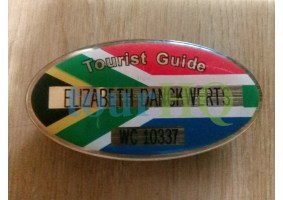 Tourist Guide
ELIZABETH DANCKWERTS
WC 10337